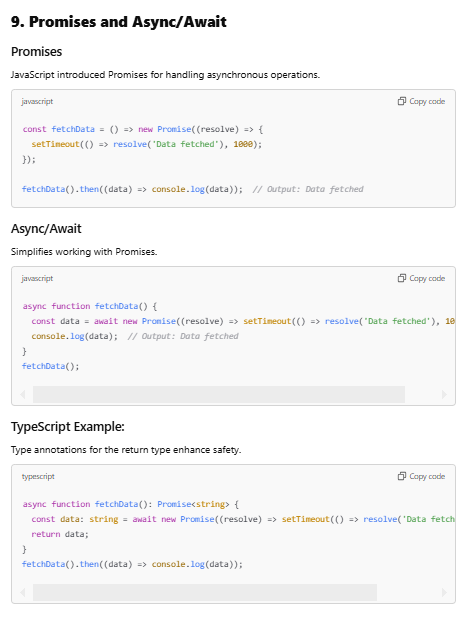 9. Promises and Async/Await
Promises
JavaScript introduced Promises for handling asynchronous operations.
javascript Copy code
const fetchData = () => new Promise((resolve) => {
  setTimeout(() => resolve('Data fetched'), 1000);
});
fetchData().then((data) => console.log(data));  // Output: Data fetched
Async/Await
Simplifies working with Promises.
javascript Copy code
async function fetchData() {
  const data = await new Promise((resolve) => setTimeout(() => resolve('Data fetched'), 10
  console.log(data);  // Output: Data fetched
}
fetchData();
TypeScript Example:
Type annotations for the return type enhance safety.
typescript Copy code
async function fetchData(): Promise<string> {
  const data: string = await new Promise((resolve) => setTimeout(() => resolve('Data fetch
  return data;
}
fetchData().then((data) => console.log(data));